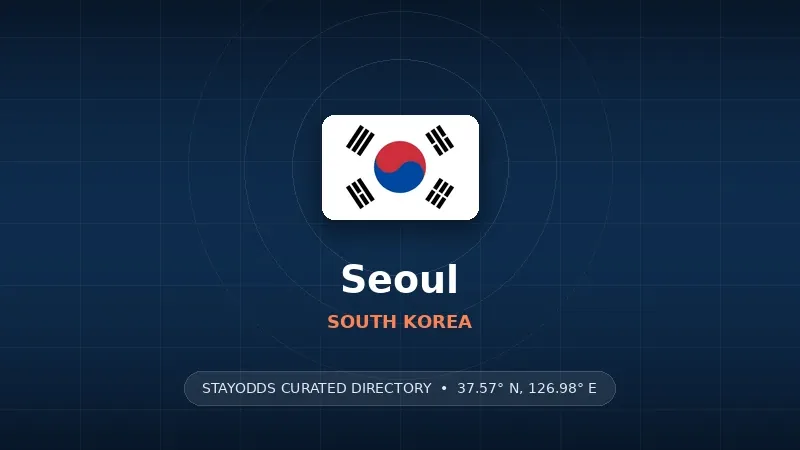 Seoul
SOUTH KOREA
STAYODDS CURATED DIRECTORY • 37.57° N, 126.98° E